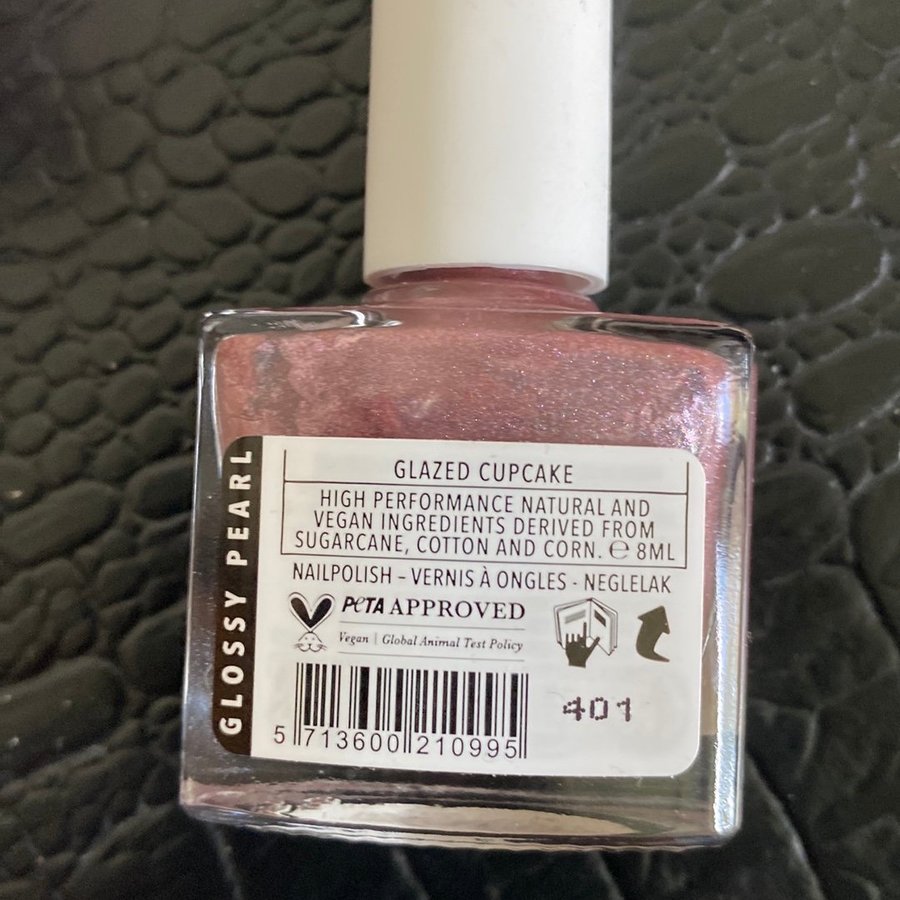 GLOSSY PEARL
GLAZED CUPCAKE
HIGH PERFORMANCE NATURAL AND
VEGAN INGREDIENTS DERIVED FROM
SUGARCANE, COTTON AND CORN. ℮ 8ML
NAILPOLISH – VERNIS À ONGLES - NEGLELAK
PETA APPROVED
Vegan | Global Animal Test Policy
401
5 713600 210995